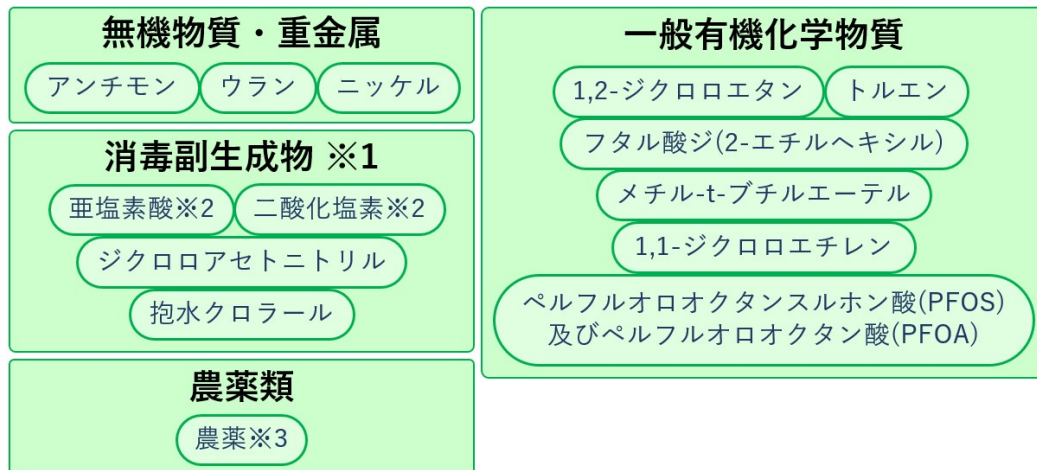 無機物質・重金属
アンチモン ウラン ニッケル
消毒副生成物 ※1
亜塩素酸※2 二酸化塩素※2
ジクロロアセトニトリル
抱水クロラール
農薬類
農薬※3
一般有機化学物質
1,2-ジクロロエタン トルエン
フタル酸ジ(2-エチルヘキシル)
メチル-t-ブチルエーテル
1,1-ジクロロエチレン
ペルフルオロオクタンスルホン酸(PFOS)
及びペルフルオロオクタン酸(PFOA)